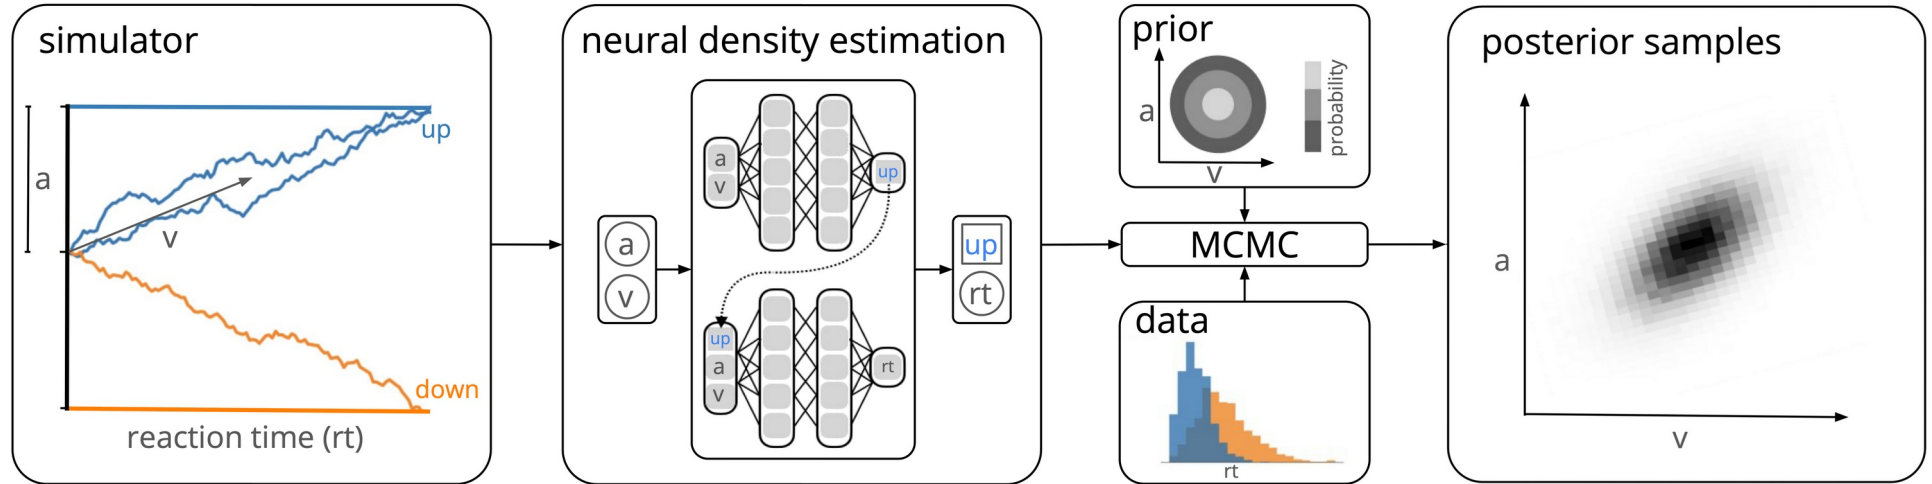 simulator
a
up
v
down
reaction time (rt)
neural density estimation
a
v
a
v
up
up
a
v
rt
up
rt
prior
a
v
probability
MCMC
data
rt
posterior samples
a
v